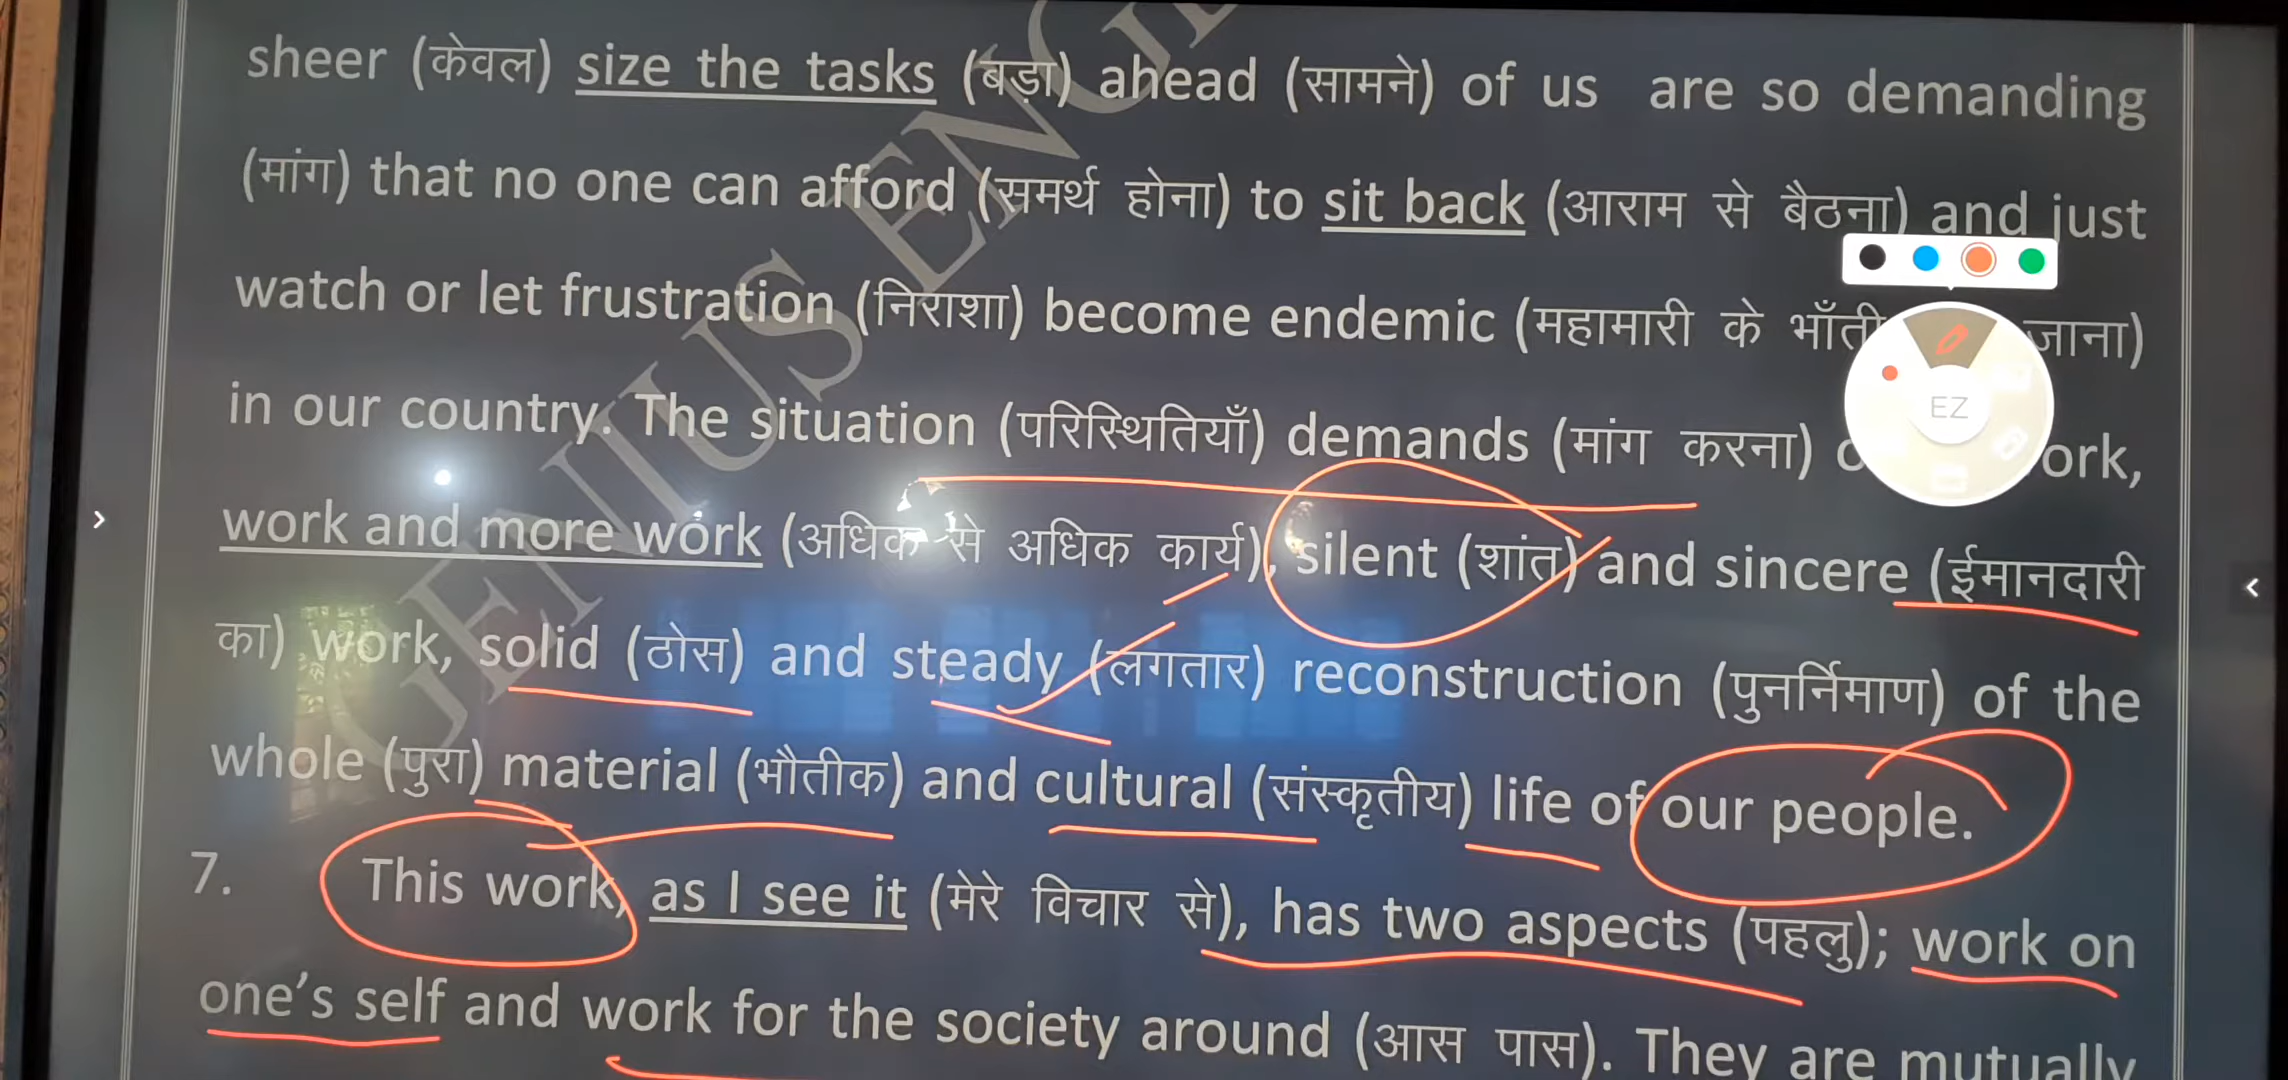 sheer (केवल) size the tasks (बड़ा) ahead (सामने) of us are so demanding
(मांग) that no one can afford (समर्थ होना) to sit back (आराम से बैठना) and just
watch or let frustration (निराशा) become endemic (महामारी के भाँती जाना)
in our country. The situation (परिस्थितियाँ) demands (मांग करना) ork,
work and more work (अधिक से अधिक कार्य), silent (शांत) and sincere (ईमानदारी
का) work, solid (ठोस) and steady (लगतार) reconstruction (पुनर्निमाण) of the
whole (पुरा) material (भौतीक) and cultural (संस्कृतीय) life of our people.
7. This work, as I see it (मेरे विचार से), has two aspects (पहलु); work on
one's self and work for the society around (आस पास). They are mutually
GENIUS ENG
EZ